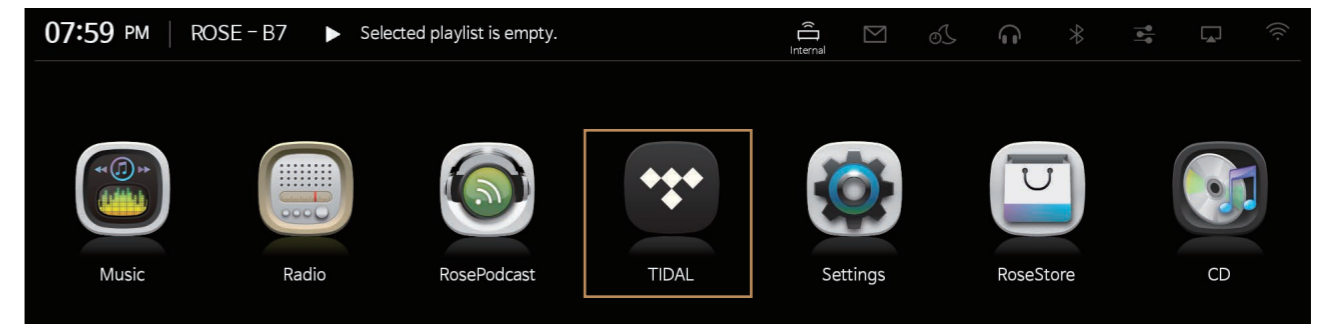 07:59 PM ROSE – B7 ▶ Selected playlist is empty.
Internal
Music Radio RosePodcast TIDAL Settings RoseStore CD